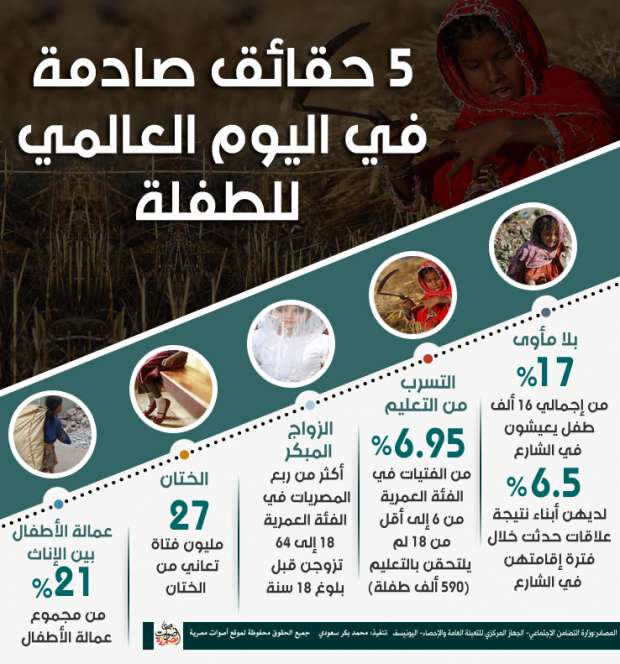 5 حقائق صادمة
في اليوم العالمي
للطفلة
بلا مأوى
%17
من إجمالي 16 ألف
طفل يعيشون
في الشارع
%6.5
لديهن أبناء نتيجة
علاقات حدثت خلال
فترة إقامتهن
في الشارع
التسرب
من التعليم
%6.95
من الفتيات في
الفئة العمرية
من 6 إلى أقل
من 18 لم
يلتحقن بالتعليم
(590 ألف طفلة)
الزواج
المبكر
أكثر من ربع
المصريات في
الفئة العمرية
18 إلى 64
تزوجن قبل
بلوغ 18 سنة
الختان
27
مليون فتاة
تعاني من
الختان
عمالة الأطفال
بين الإناث
%21
من مجموع
عمالة الأطفال
المصادر:وزارة التضامن الإجتماعي- الجهاز المركزي للتعبئة العامة والإحصاء- اليونيسف تنفيذ: محمد بكر سعودي جميع الحقوق محفوظة لموقع أصوات مصرية